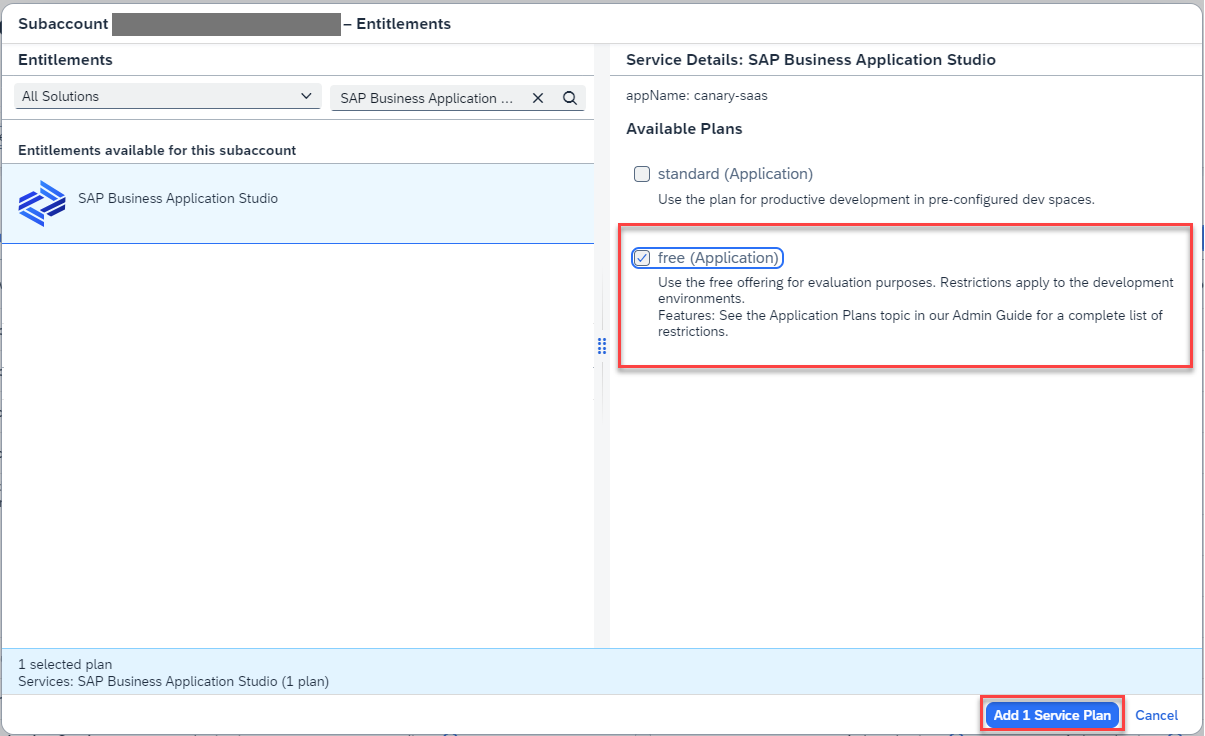 Subaccount – Entitlements
Entitlements
All Solutions
SAP Business Application ...
Entitlements available for this subaccount
SAP Business Application Studio
Service Details: SAP Business Application Studio
appName: canary-saas
Available Plans
standard (Application)
Use the plan for productive development in pre-configured dev spaces.
free (Application)
Use the free offering for evaluation purposes. Restrictions apply to the development
environments.
Features: See the Application Plans topic in our Admin Guide for a complete list of
restrictions.
1 selected plan
Services: SAP Business Application Studio (1 plan)
Add 1 Service Plan
Cancel